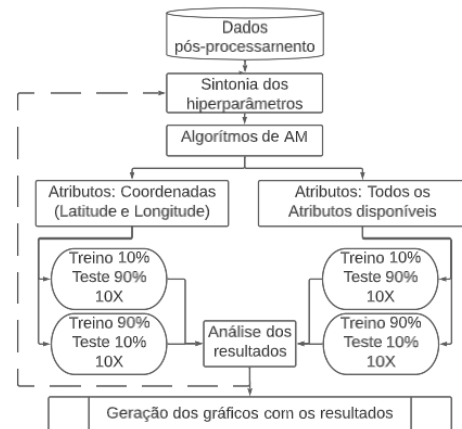 Dados
pós-processamento
Sintonia dos
hiperparâmetros
Algorítmos de AM
Atributos: Coordenadas
(Latitude e Longitude)
Atributos: Todos os
Atributos disponíveis
Treino 10%
Teste 90%
10X
Treino 90%
Teste 10%
10X
Treino 10%
Teste 90%
10X
Treino 90%
Teste 10%
10X
Análise dos
resultados
Geração dos gráficos com os resultados